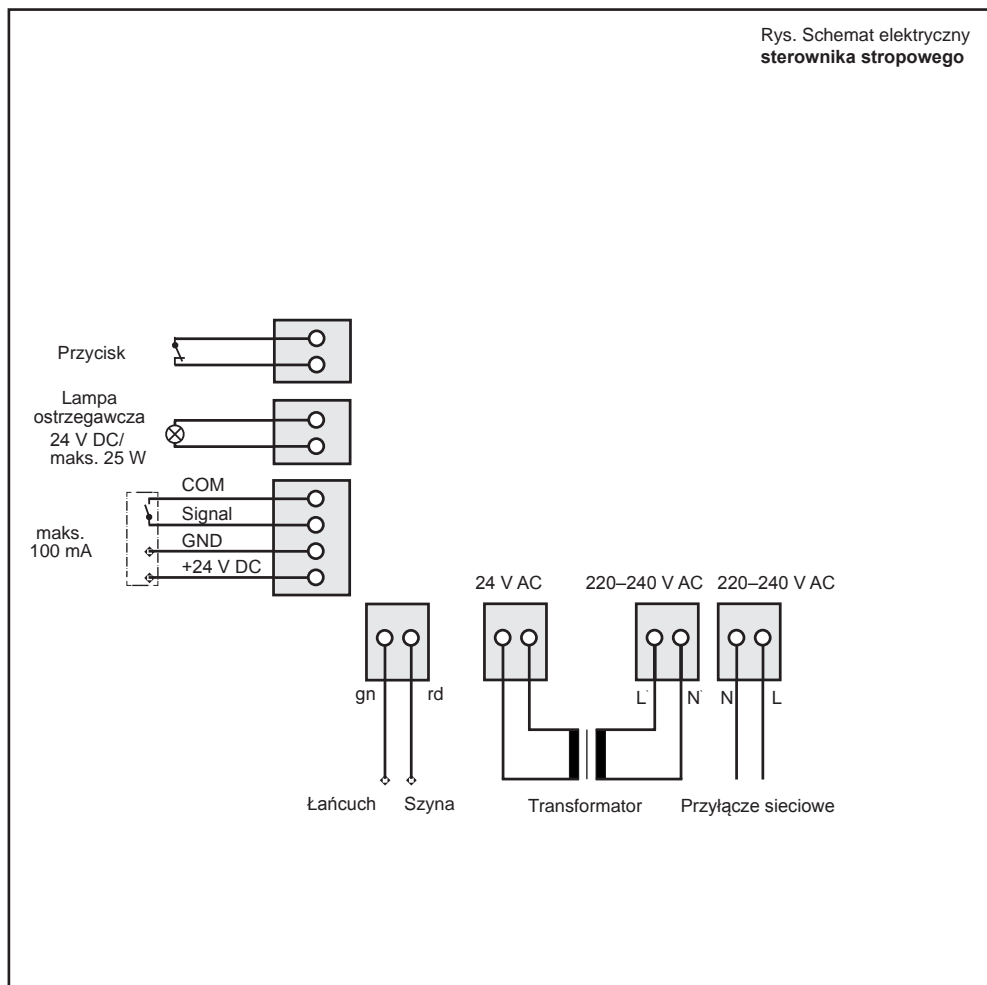 Rys. Schemat elektryczny
sterownika stropowego
Przycisk
Lampa
ostrzegawcza
24 V DC/
maks. 25 W
COM
Signal
GND
+24 V DC
maks.
100 mA
24 V AC
220–240 V AC
220–240 V AC
gn
rd
L'
N'
N
L
Łańcuch
Szyna
Transformator
Przyłącze sieciowe